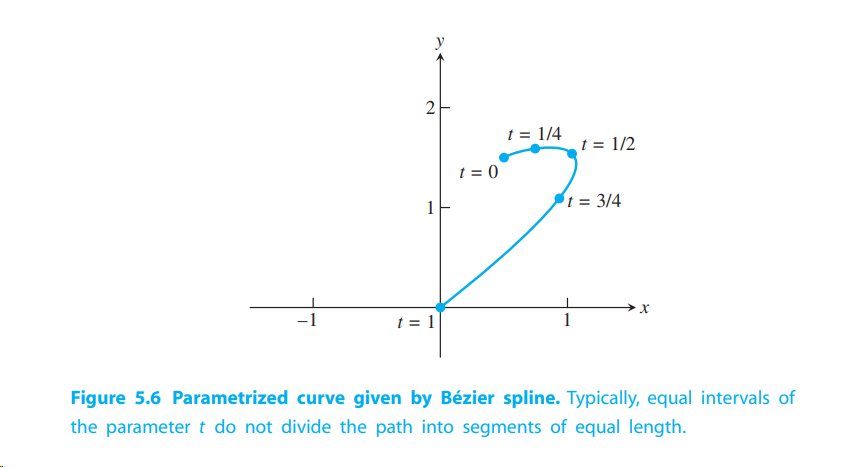 y
2
t = 1/4
t = 1/2
t = 0
1
t = 3/4
x
−1
t = 1
1
Figure 5.6 Parametrized curve given by Bézier spline. Typically, equal intervals of
the parameter t do not divide the path into segments of equal length.